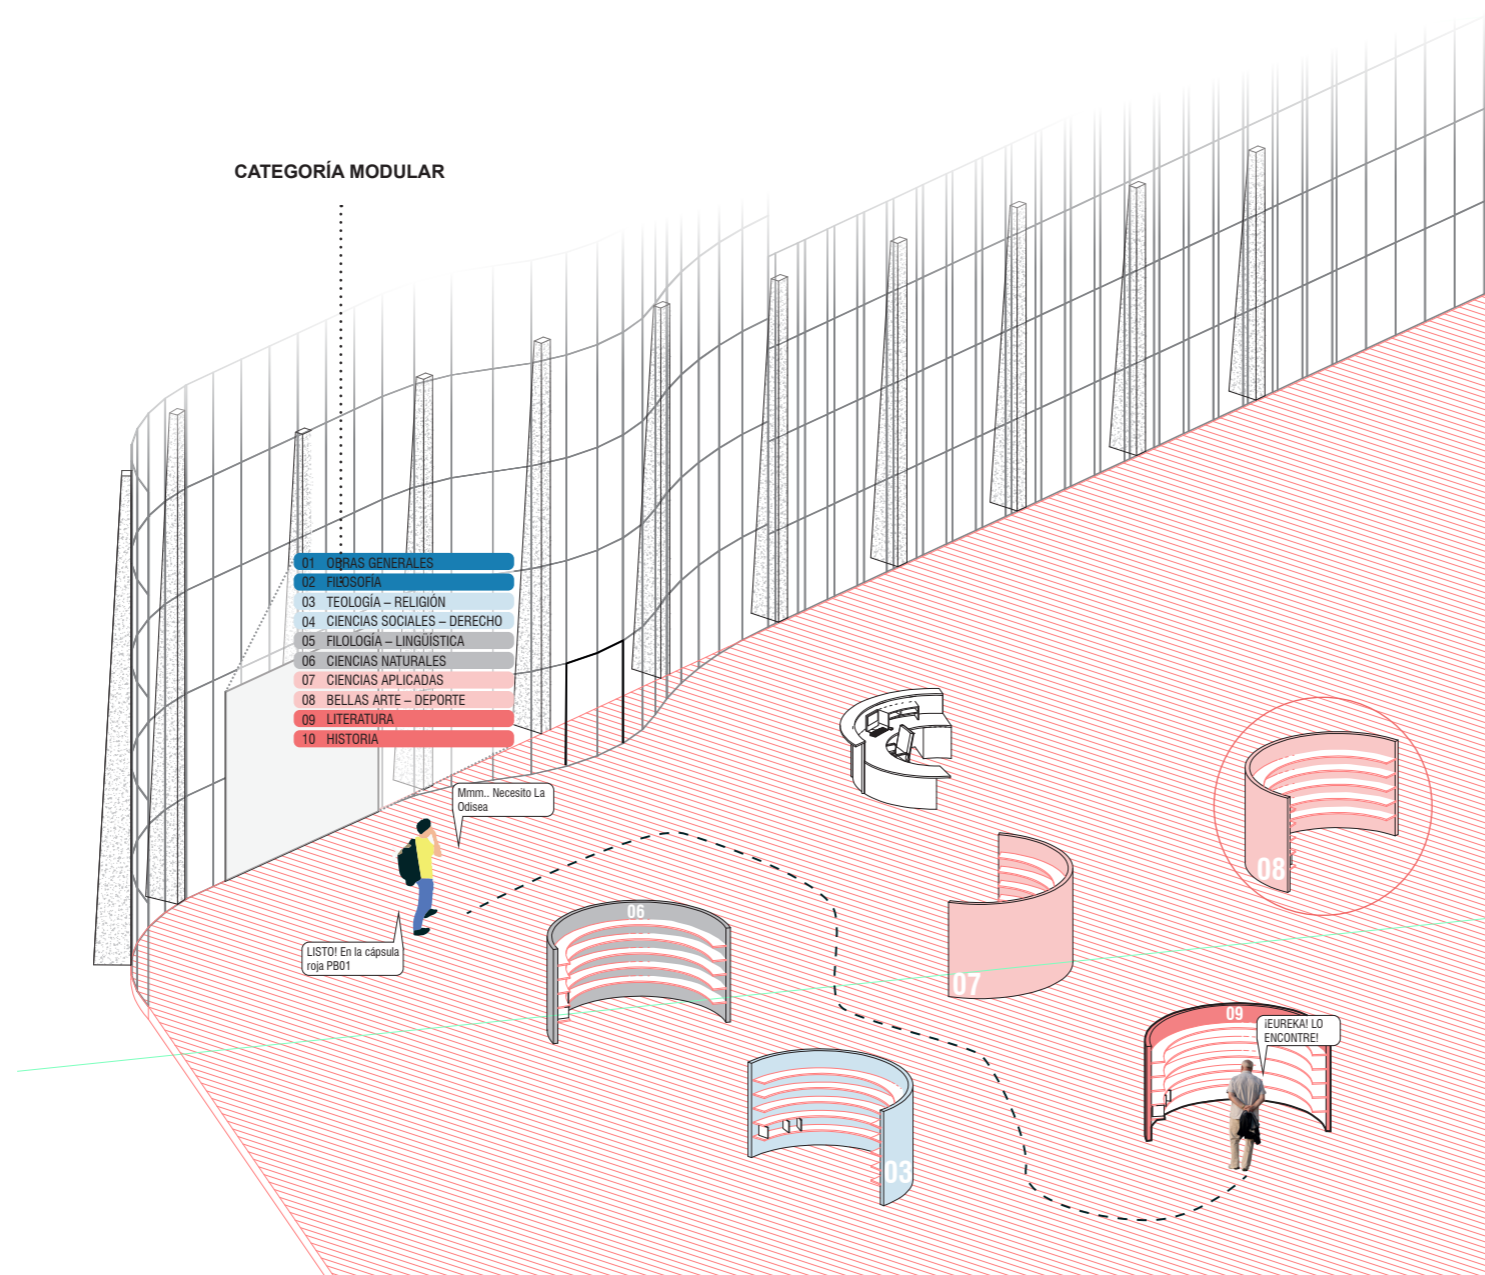 CATEGORÍA MODULAR
01 OBRAS GENERALES
02 FILOSOFÍA
03 TEOLOGÍA – RELIGIÓN
04 CIENCIAS SOCIALES – DERECHO
05 FILOLOGÍA – LINGÜISTICA
06 CIENCIAS NATURALES
07 CIENCIAS APLICADAS
08 BELLAS ARTE – DEPORTE
09 LITERATURA
10 HISTORIA
Mmm.. Necesito La
Odisea
LISTO! En la cápsula
roja PB01
06
08
07
03
09
¡EUREKA! LO
ENCONTRE!